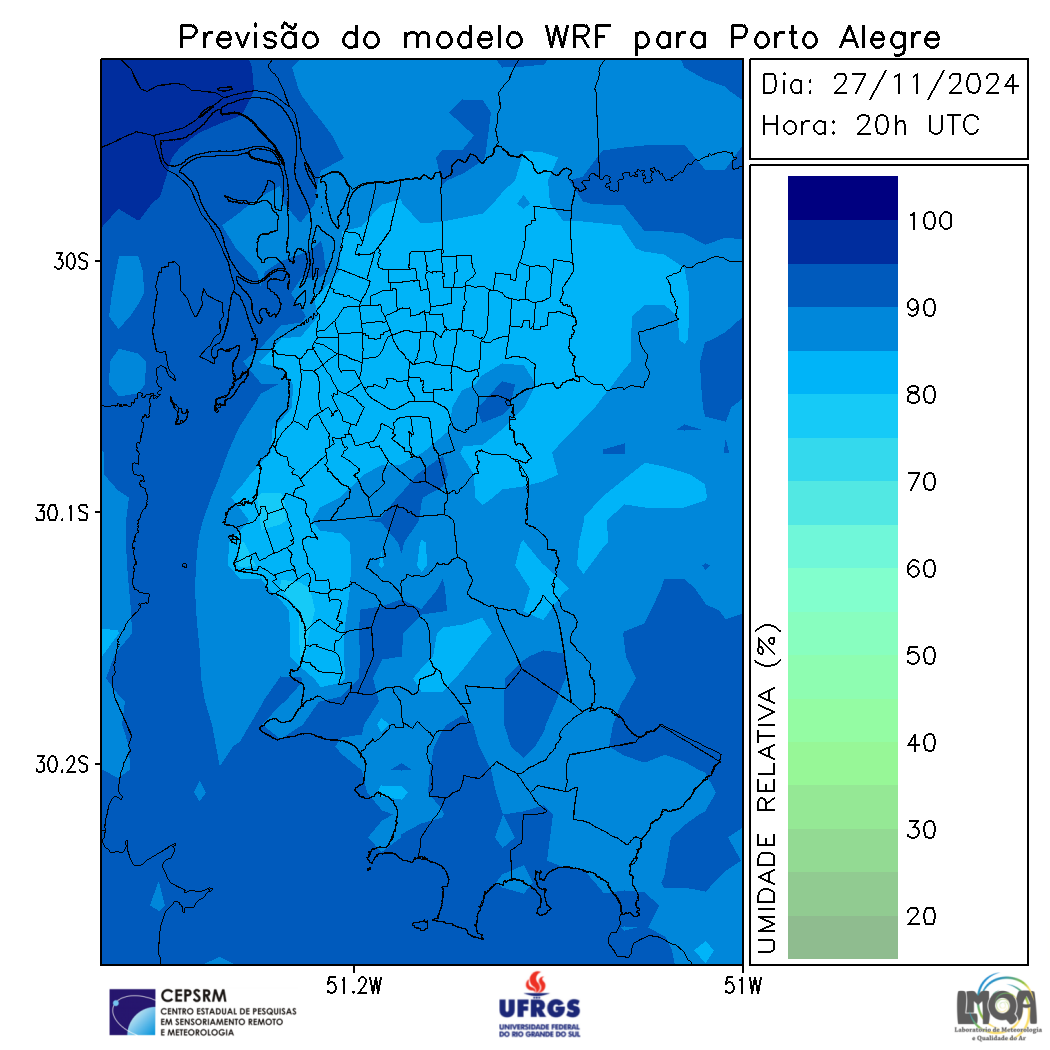 Previsão do modelo WRF para Porto Alegre
Dia: 27/11/2024
Hora: 20h UTC
30S
30.1S
30.2S
51.2W
51W
100
90
80
70
60
50
40
30
20
UMIDADE RELATIVA (%)
CEPSRM
CENTRO ESTADUAL DE PESQUISAS
EM SENSORIAMENTO REMOTO
E METEOROLOGIA
UFRGS
UNIVERSIDADE FEDERAL
DO RIO GRANDE DO SUL
LMQA
Laboratório de Meteorologia
e Qualidade do Ar